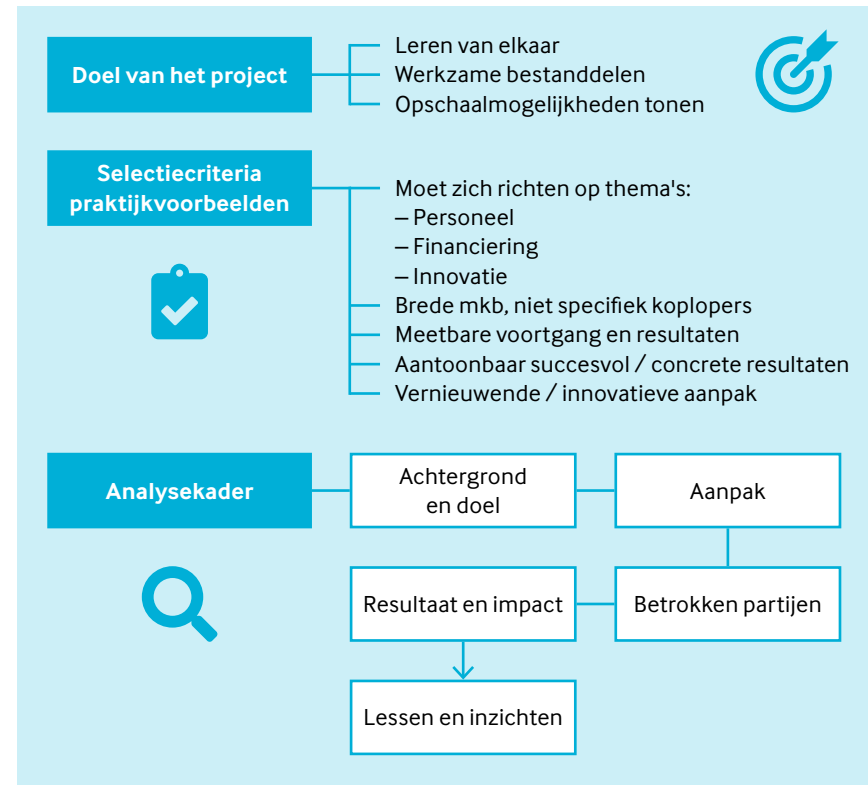 Doel van het project
Leren van elkaar
Werkzame bestanddelen
Opschaalmogelijkheden tonen
Selectiecriteria
praktijkvoorbeelden
Moet zich richten op thema's:
– Personeel
– Financiering
– Innovatie
Brede mkb, niet specifiek koplopers
Meetbare voortgang en resultaten
Aantoonbaar succesvol / concrete resultaten
Vernieuwende / innovatieve aanpak
Analysekader
Achtergrond
en doel
Aanpak
Betrokken partijen
Resultaat en impact
Lessen en inzichten